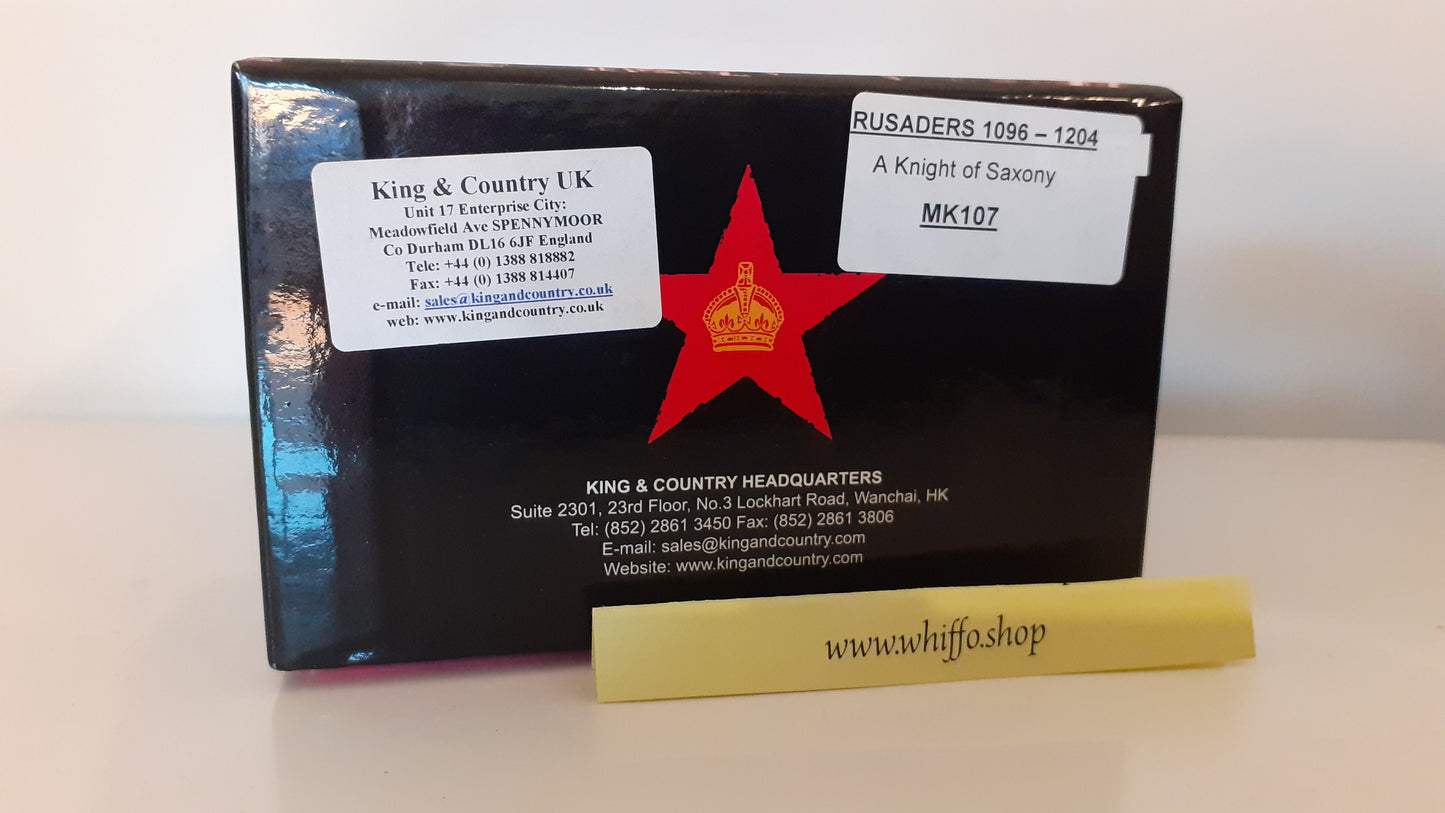 King & Country UK
Unit 17 Enterprise City:
Meadowfield Ave SPENNYMOOR
Co Durham DL16 6JF England
Tele: +44 (0) 1388 818882
Fax: +44 (0) 1388 814407
e-mail: sales@kingandcountry.co.uk
web: www.kingandcountry.co.uk
RUSADERS 1096 – 1204
A Knight of Saxony
MK107
KING & COUNTRY HEADQUARTERS
Suite 2301, 23rd Floor, No.3 Lockhart Road, Wanchai, HK
Tel: (852) 2861 3450 Fax: (852) 2861 3806
E-mail: sales@kingandcountry.com
Website: www.kingandcountry.com
www.whiffo.shop